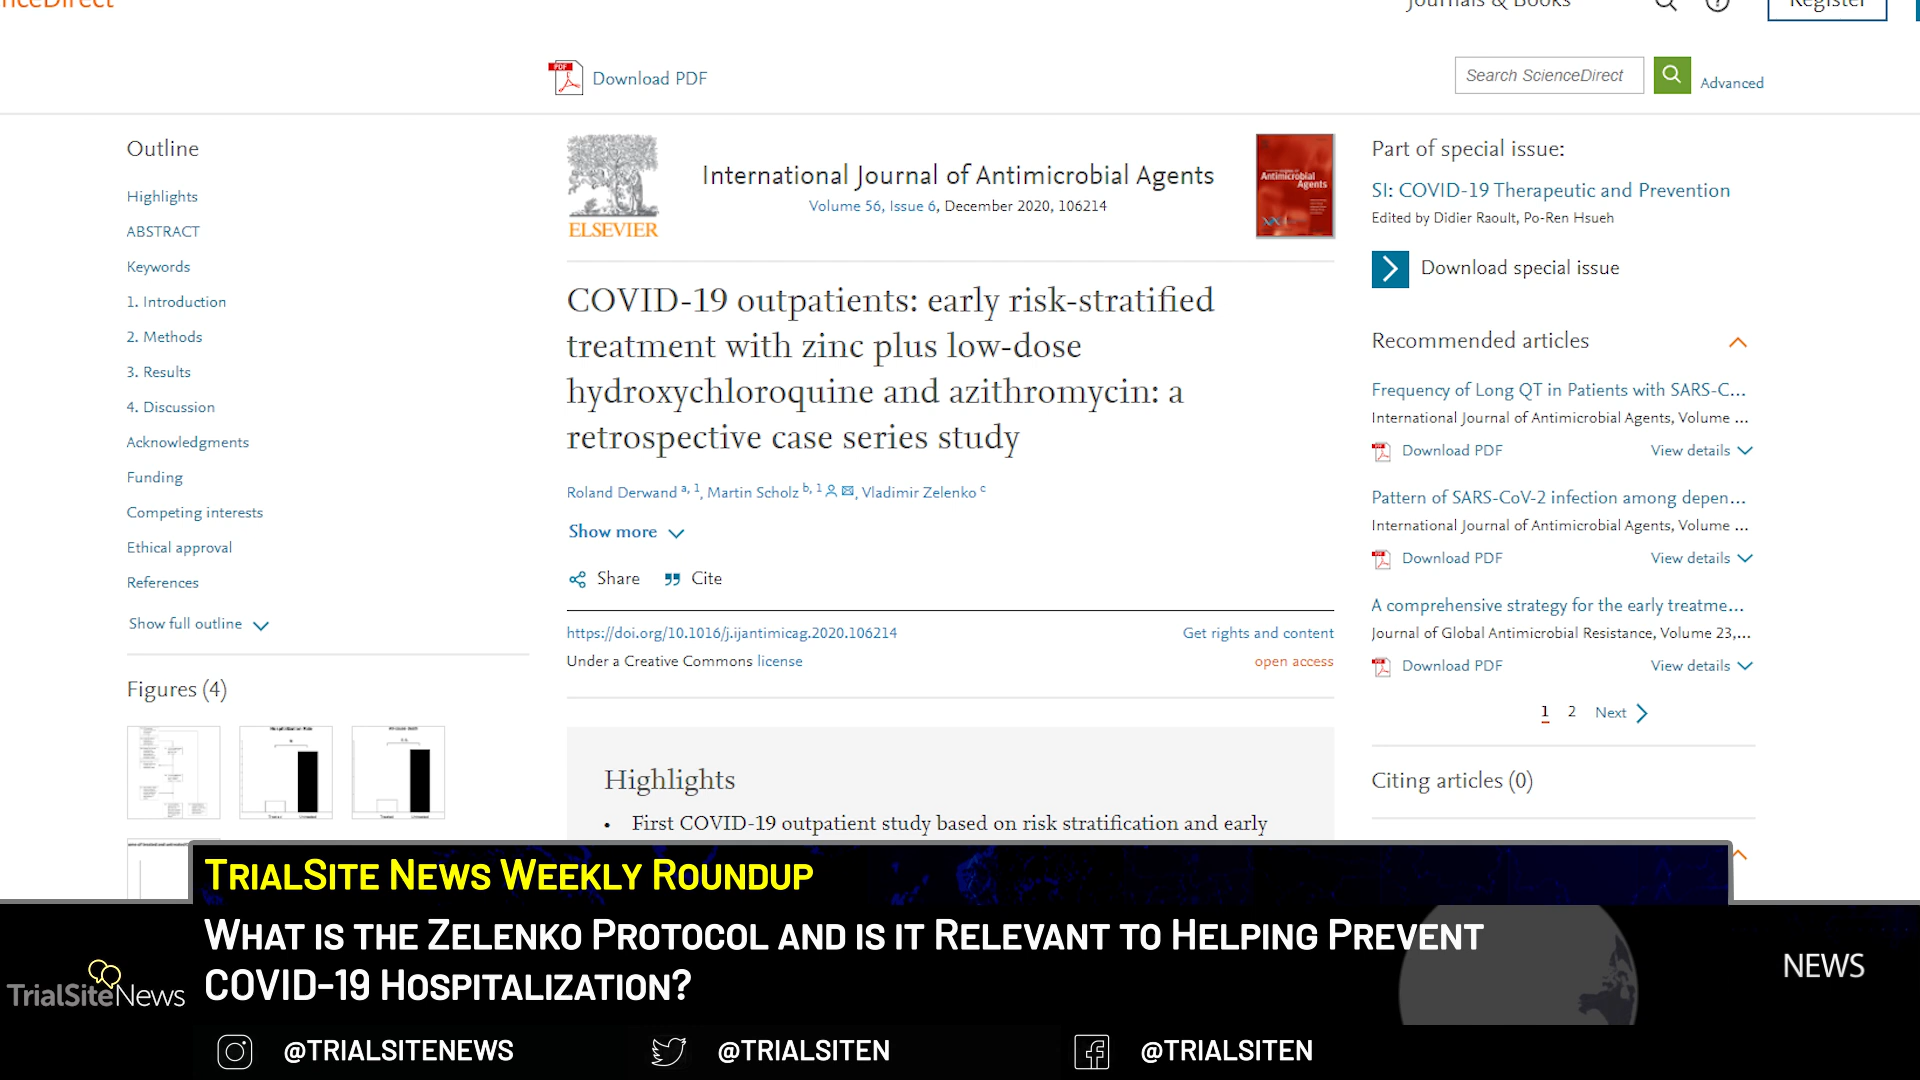 Journals & Books
Register
PDF
Download PDF
Search ScienceDirect
Advanced
Outline
Highlights
ABSTRACT
Keywords
1. Introduction
2. Methods
3. Results
4. Discussion
Acknowledgments
Funding
Competing interests
Ethical approval
References
Show full outline
Figures (4)
ELSEVIER
International Journal of Antimicrobial Agents
Volume 56, Issue 6, December 2020, 106214
Antimicrobial
Agents
COVID-19 outpatients: early risk-stratified
treatment with zinc plus low-dose
hydroxychloroquine and azithromycin: a
retrospective case series study
Roland Derwand a, 1, Martin Scholz b, 1, Vladimir Zelenko c
Show more
Share
Cite
https://doi.org/10.1016/j.ijantimicag.2020.106214
Get rights and content
Under a Creative Commons license
open access
Highlights
• First COVID-19 outpatient study based on risk stratification and early
Part of special issue:
SI: COVID-19 Therapeutic and Prevention
Edited by Didier Raoult, Po-Ren Hsueh
Download special issue
Recommended articles
Frequency of Long QT in Patients with SARS-C...
International Journal of Antimicrobial Agents, Volume ...
Download PDF
View details
Pattern of SARS-CoV-2 infection among depen...
International Journal of Antimicrobial Agents, Volume ...
Download PDF
View details
A comprehensive strategy for the early treatme...
Journal of Global Antimicrobial Resistance, Volume 23,...
Download PDF
View details
1 2 Next
Citing articles (0)
TRIALSITE NEWS WEEKLY ROUNDUP
WHAT IS THE ZELENKO PROTOCOL AND IS IT RELEVANT TO HELPING PREVENT
COVID-19 HOSPITALIZATION?
TrialSiteNews
NEWS
@TRIALSITENEWS
@TRIALSITEN
@TRIALSITEN